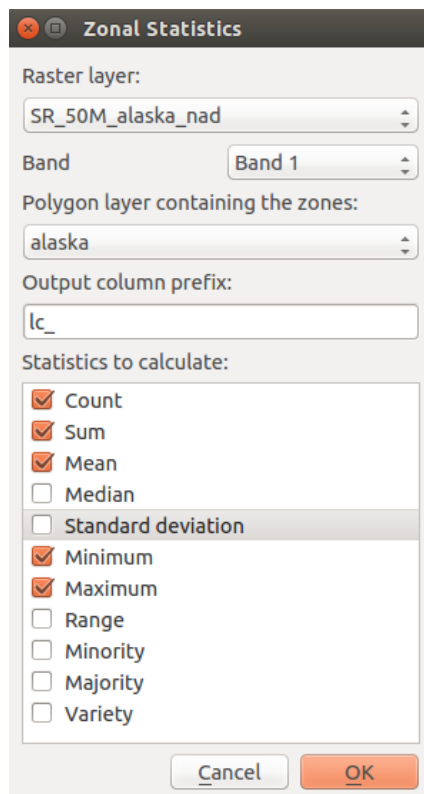 Zonal Statistics
Raster layer:
SR_50M_alaska_nad
Band Band 1
Polygon layer containing the zones:
alaska
Output column prefix:
lc_
Statistics to calculate:
Count
Sum
Mean
Median
Standard deviation
Minimum
Maximum
Range
Minority
Majority
Variety
Cancel OK